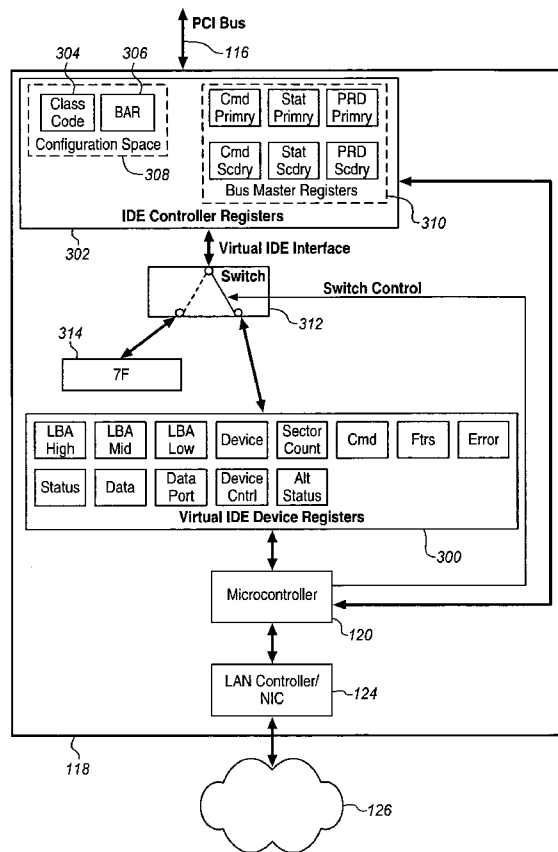 PCI Bus
116
304
306
Class
Code
BAR
Configuration Space
308
Cmd
Primry
Stat
Primry
PRD
Primry
Cmd
Scdry
Stat
Scdry
PRD
Scdry
Bus Master Registers
310
IDE Controller Registers
302
Virtual IDE Interface
Switch
Switch Control
312
314
7F
LBA
High
LBA
Mid
LBA
Low
Device
Sector
Count
Cmd
Ftrs
Error
Status
Data
Data
Port
Device
Cntrl
Alt
Status
Virtual IDE Device Registers
300
Microcontroller
120
LAN Controller/
NIC
124
118
126